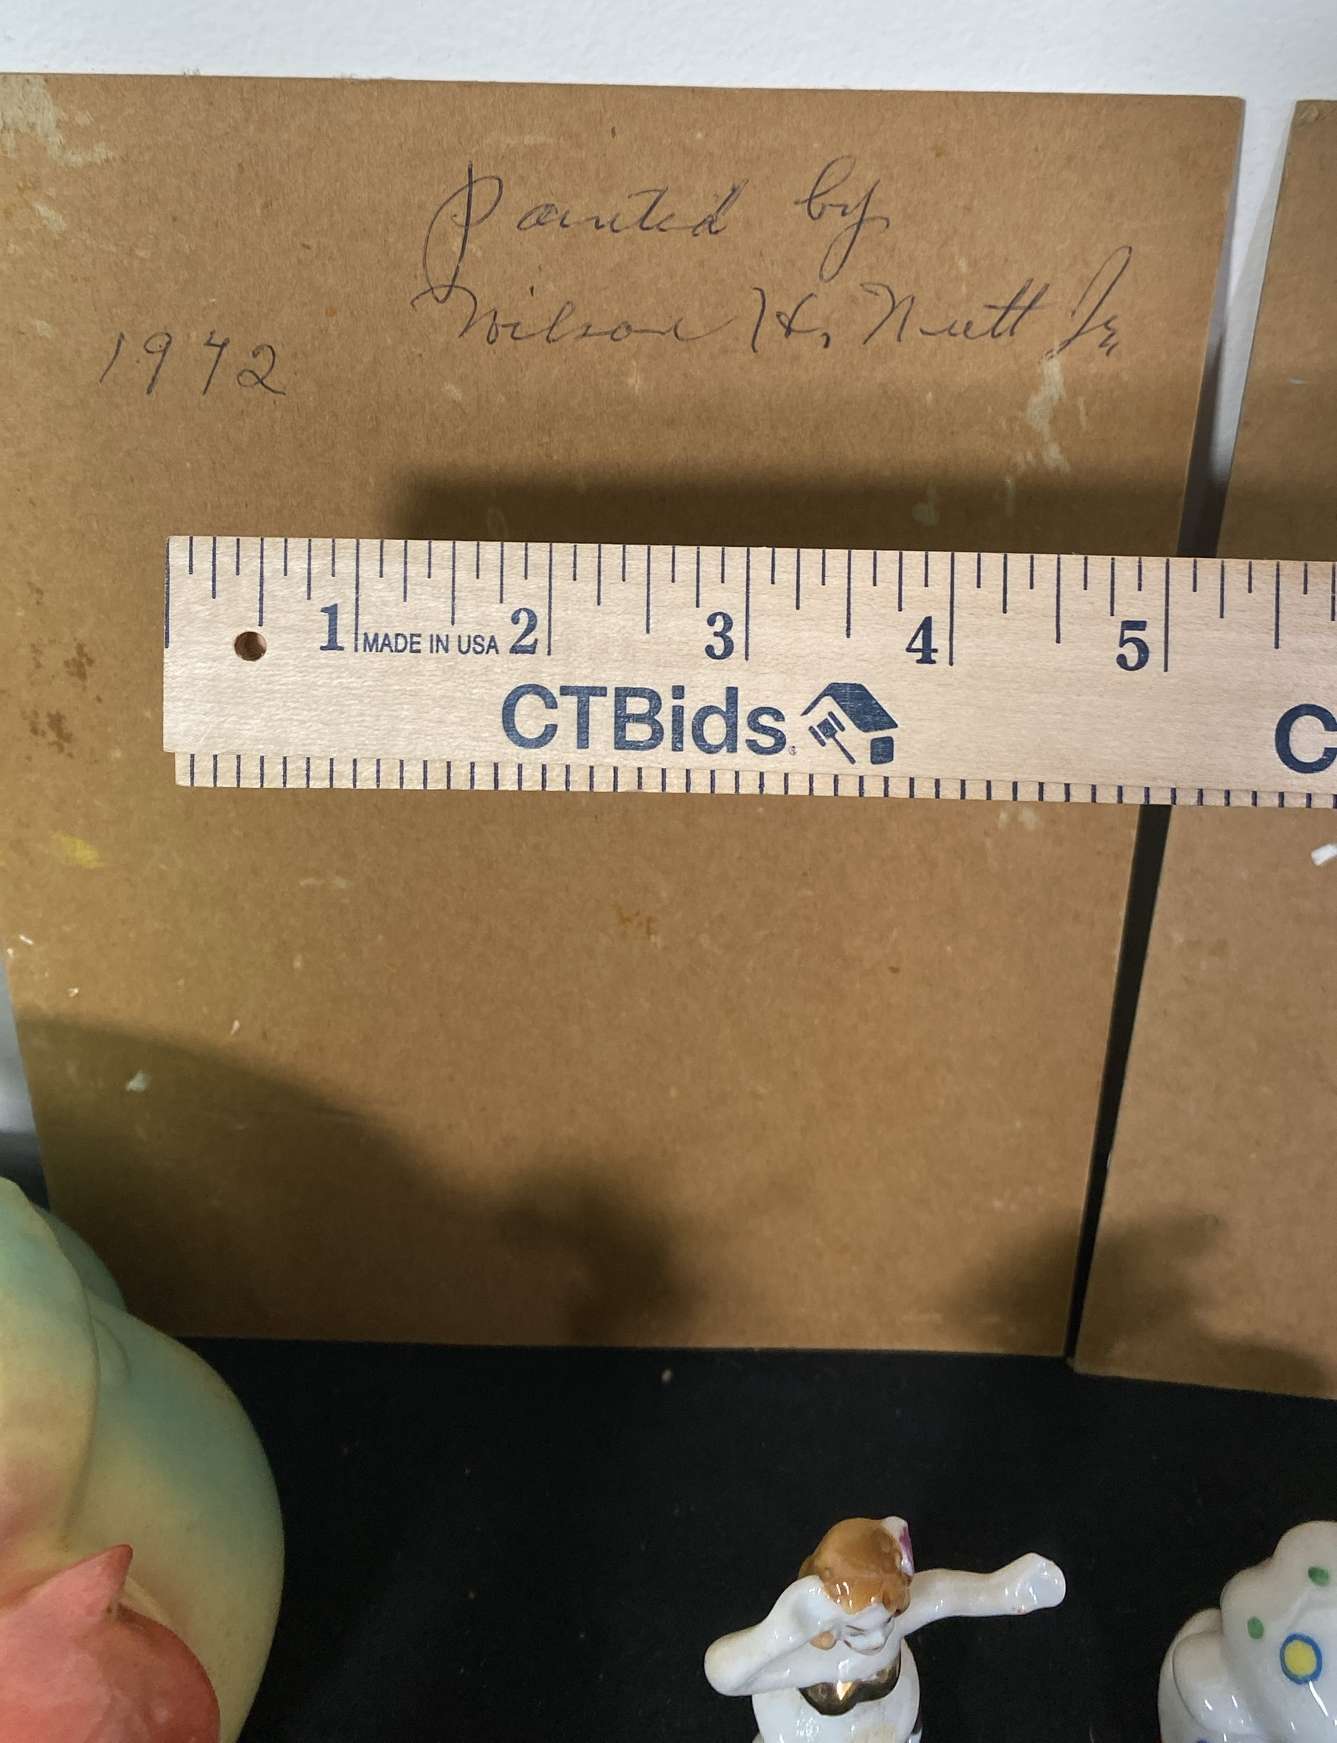 Painted by
Wilson H. Nutt Jr.
1942
1 MADE IN USA 2 3 4 5
CTBids. C